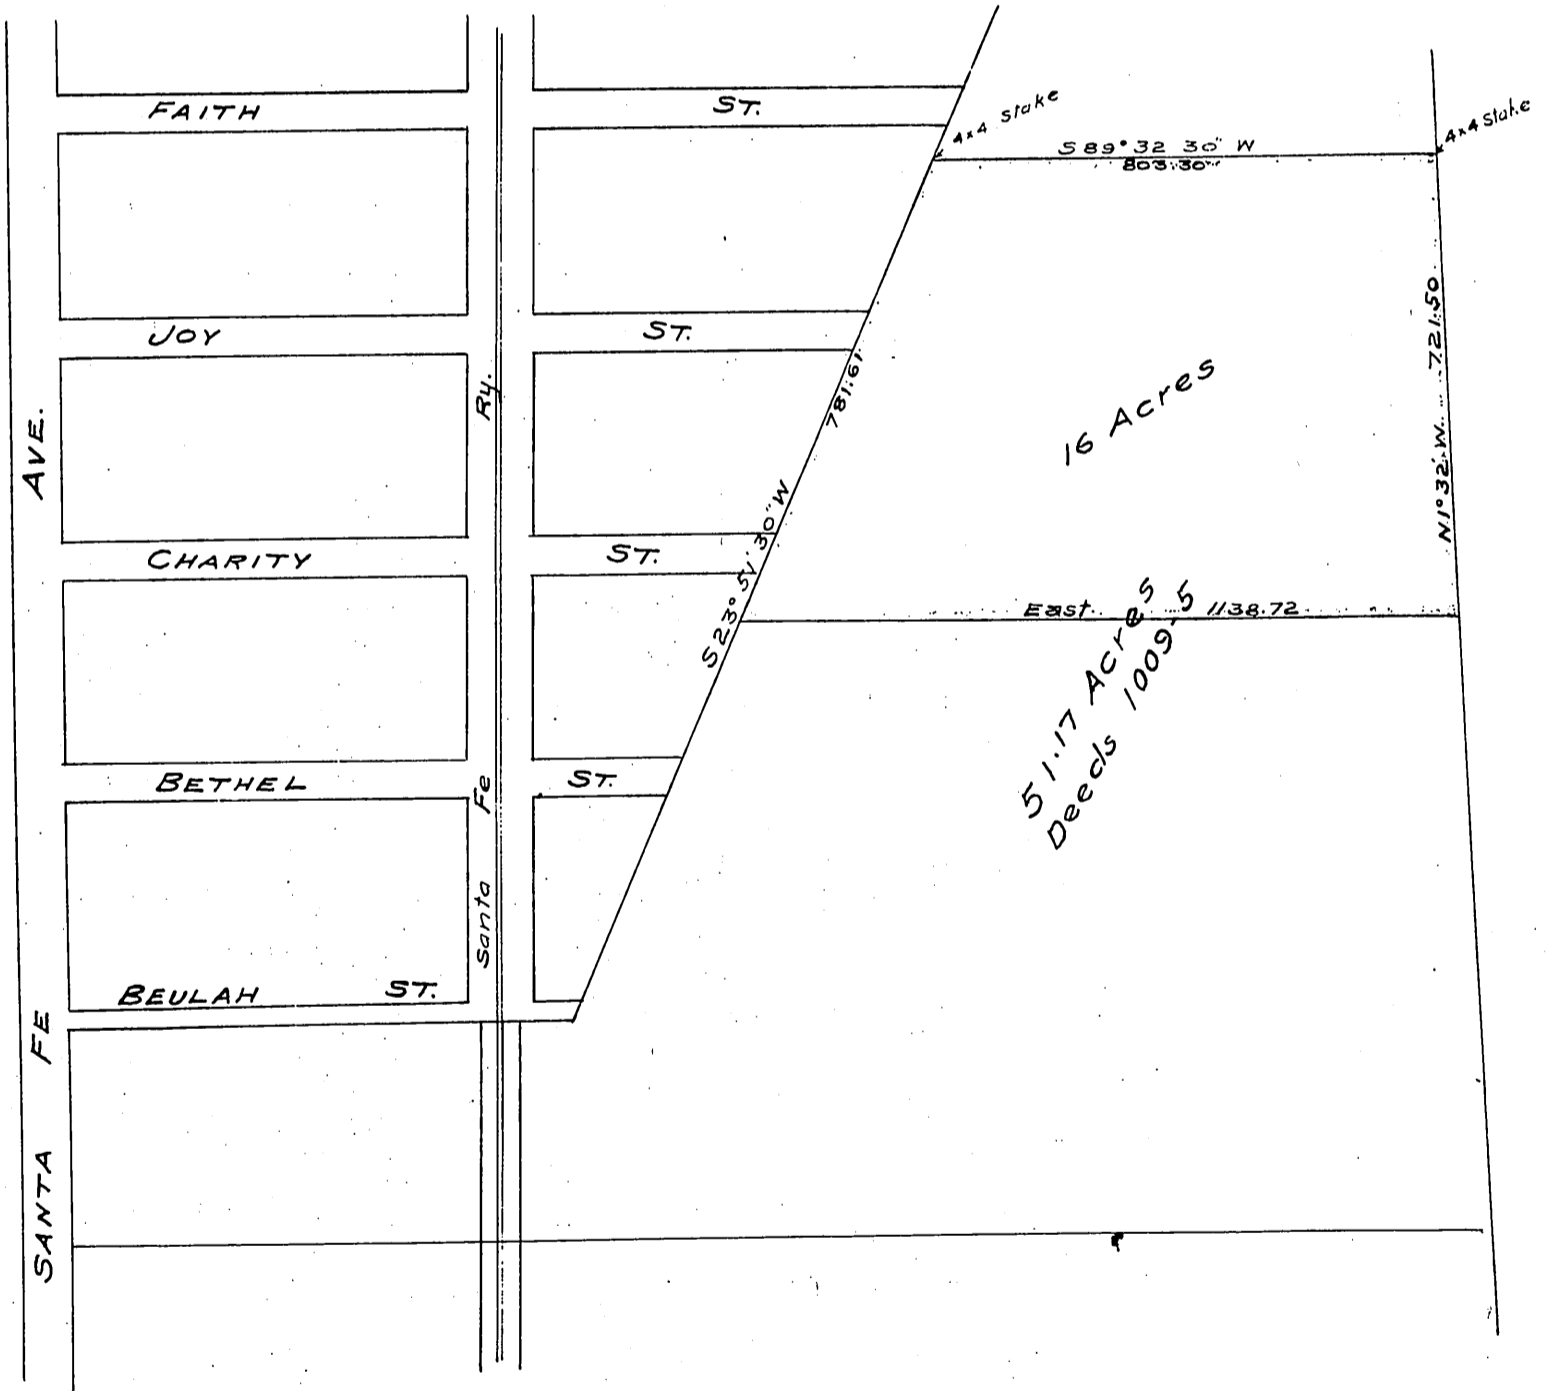 FAITH ST.
4x4 Stake
4x4 Stake
S 89° 32 30" W
803.30
JOY ST.
N 1° 32' W. 721.50
781.61
16 Acres
S 23° 51' 30" W
CHARITY ST.
East 1138.72
51.17 Acres
Deeds 1009-5
BETHEL ST.
BEULAH ST.
Santa Fe Ry.
SANTA FE AVE.